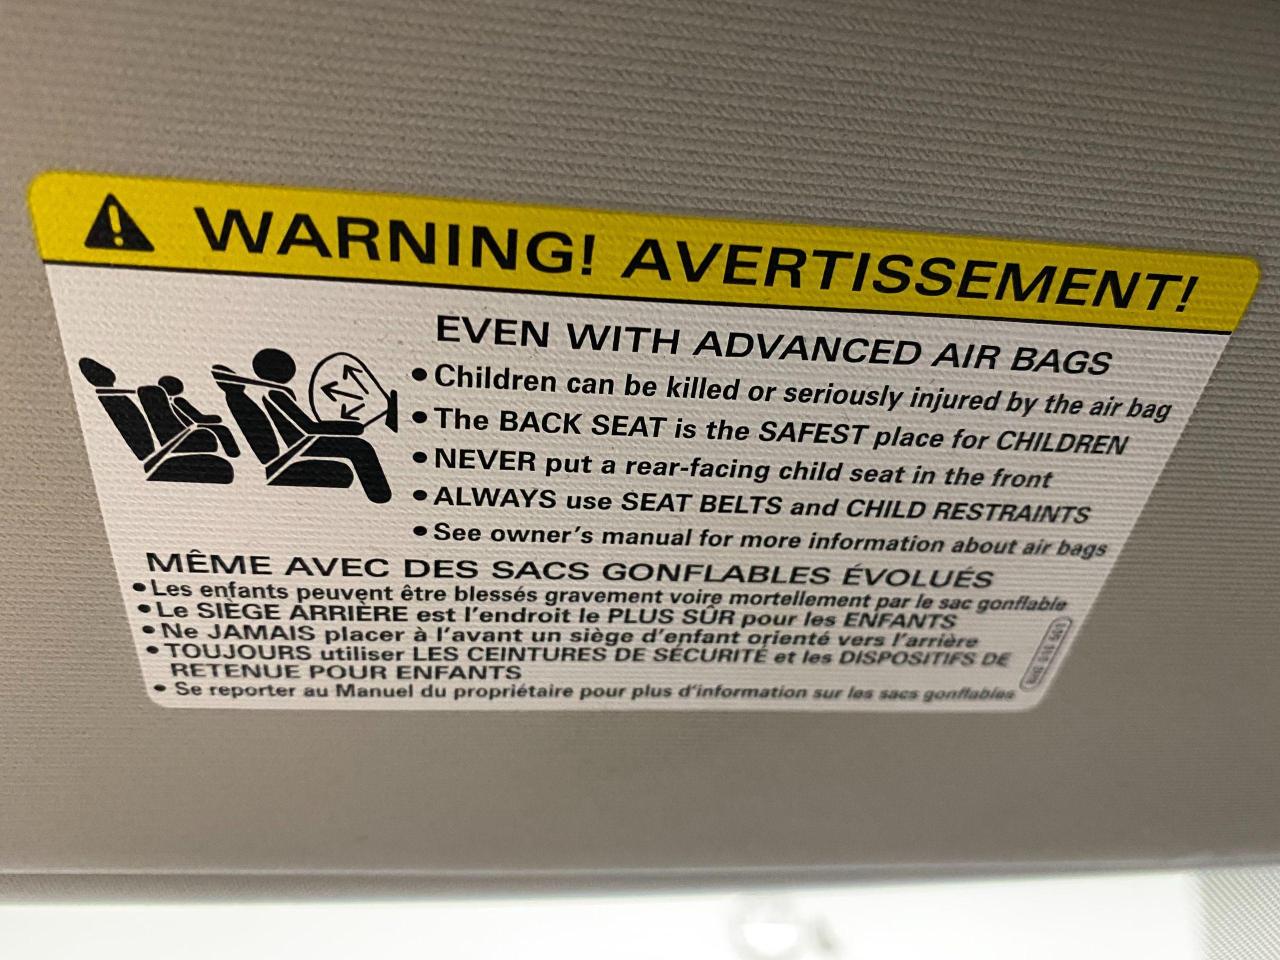 WARNING! AVERTISSEMENT!
EVEN WITH ADVANCED AIR BAGS
• Children can be killed or seriously injured by the air bag
• The BACK SEAT is the SAFEST place for CHILDREN
• NEVER put a rear-facing child seat in the front
• ALWAYS use SEAT BELTS and CHILD RESTRAINTS
• See owner's manual for more information about air bags
MÊME AVEC DES SACS GONFLABLES ÉVOLUÉS
• Les enfants peuvent être blessés gravement voire mortellement par le sac gonflable
• Le SIÈGE ARRIÈRE est l'endroit le PLUS SÛR pour les ENFANTS
• Ne JAMAIS placer à l'avant un siège d'enfant orienté vers l'arrière
• TOUJOURS utiliser LES CEINTURES DE SÉCURITÉ et les DISPOSITIFS DE
RETENUE POUR ENFANTS
• Se reporter au Manuel du propriétaire pour plus d'information sur les sacs gonflables